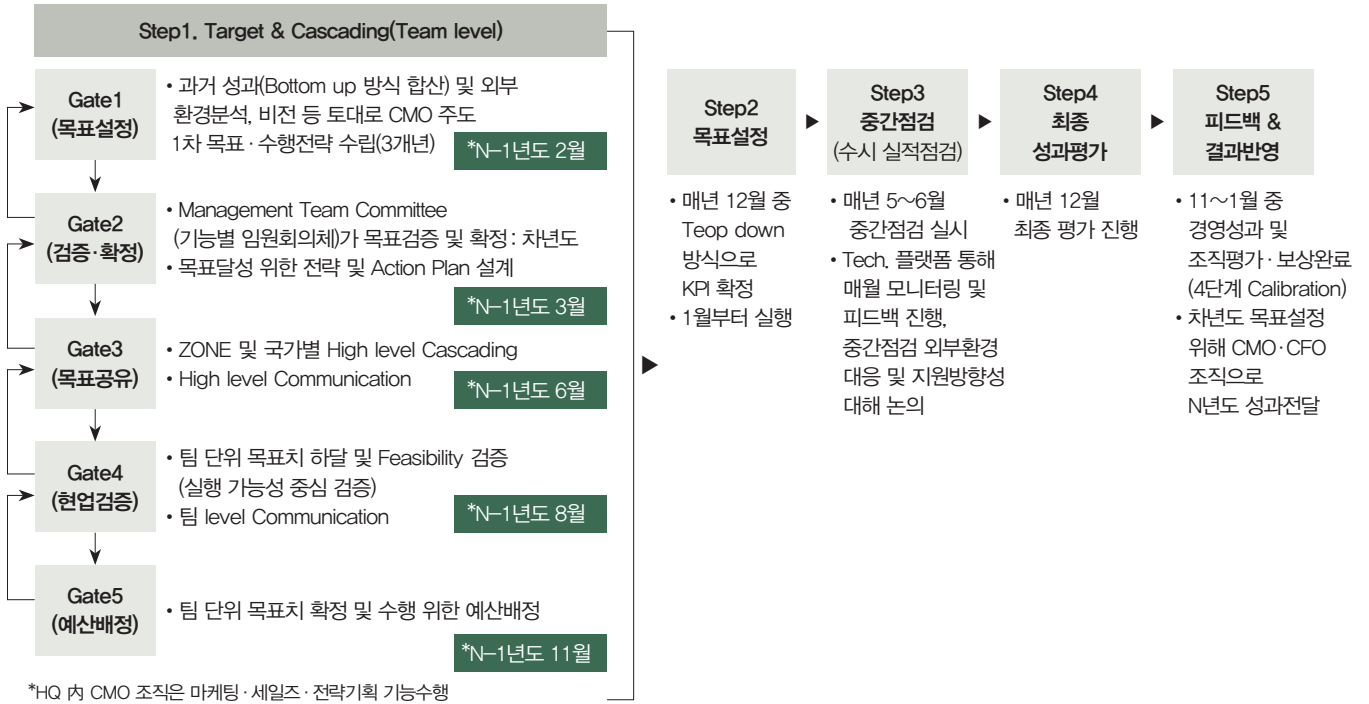 Step1. Target & Cascading(Team level)
Gate1
(목표설정)
• 과거 성과(Bottom up 방식 합산) 및 외부
환경분석, 비전 등 토대로 CMO 주도
1차 목표·수행전략 수립(3개년)
*N-1년도 2월
Gate2
(검증·확정)
• Management Team Committee
(기능별 임원회의체)가 목표검증 및 확정: 차년도
• 목표달성 위한 전략 및 Action Plan 설계
*N-1년도 3월
Gate3
(목표공유)
• ZONE 및 국가별 High level Cascading
• High level Communication
*N-1년도 6월
Gate4
(현업검증)
• 팀 단위 목표치 하달 및 Feasibility 검증
(실행 가능성 중심 검증)
• 팀 level Communication
*N-1년도 8월
Gate5
(예산배정)
• 팀 단위 목표치 확정 및 수행 위한 예산배정
*N-1년도 11월
*HQ 內 CMO 조직은 마케팅·세일즈·전략기획 기능수행
Step2
목표설정
• 매년 12월 중
Teop down
방식으로
KPI 확정
• 1월부터 실행
Step3
중간점검
(수시 실적점검)
• 매년 5~6월
중간점검 실시
• Tech. 플랫폼 통해
매월 모니터링 및
피드백 진행,
중간점검 외부환경
대응 및 지원방향성
대해 논의
Step4
최종
성과평가
• 매년 12월
최종 평가 진행
Step5
피드백 &
결과반영
• 11~1월 중
경영성과 및
조직평가·보상완료
(4단계 Calibration)
• 차년도 목표설정
위해 CMO·CFO
조직으로
N년도 성과전달